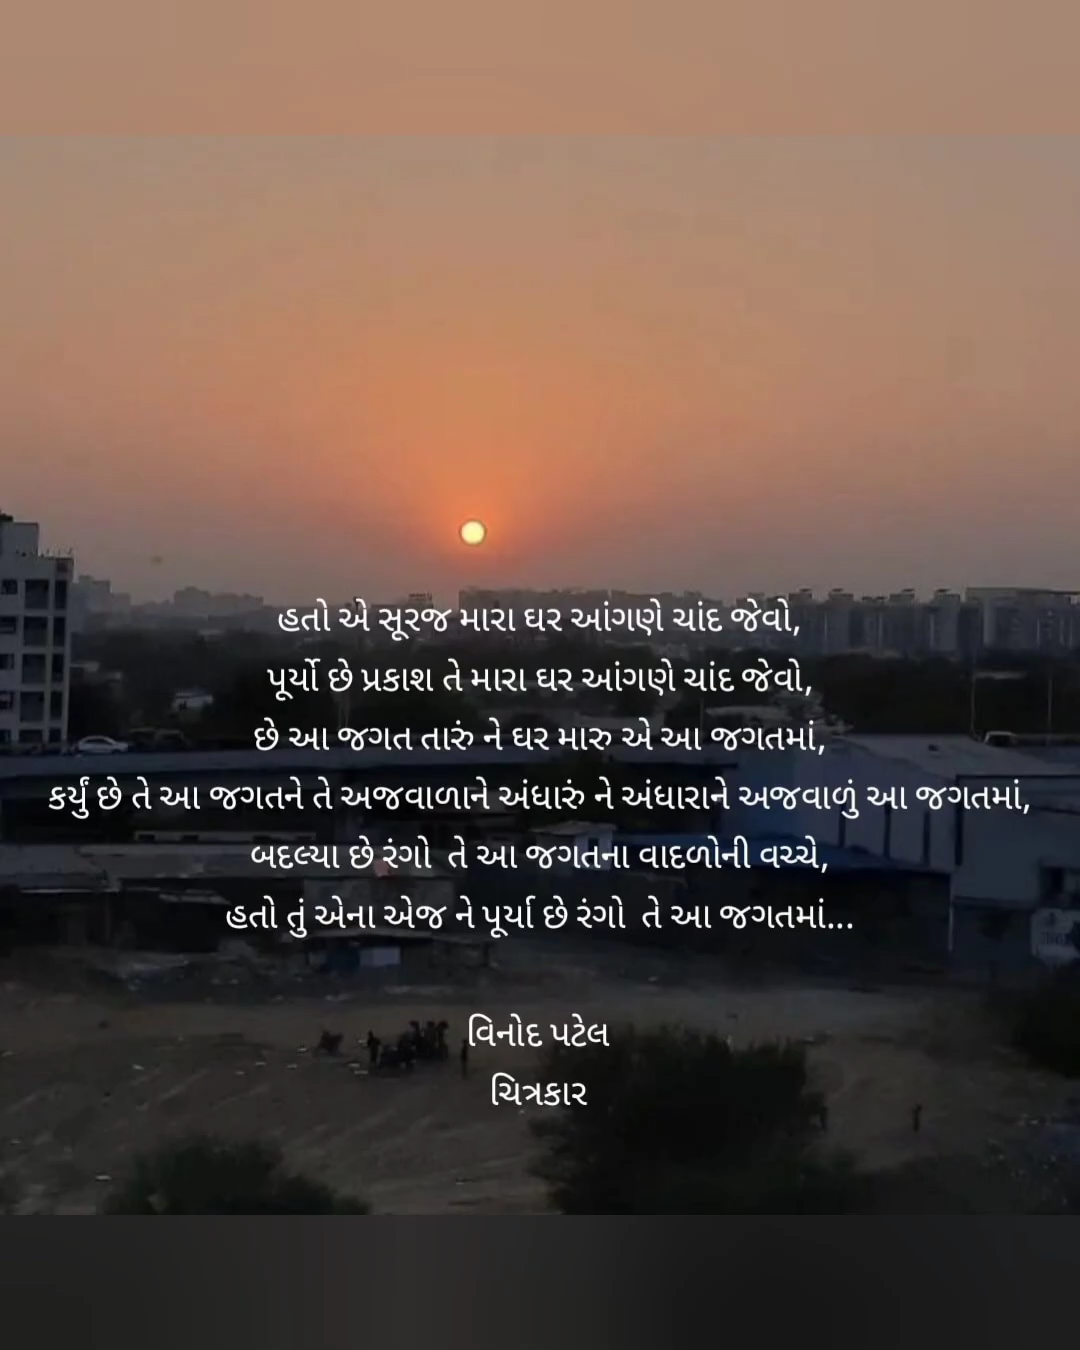 હતો એ સૂરજ મારા ઘર આંગણે ચાંદ જેવો,
પૂર્યો છે પ્રકાશ તે મારા ઘર આંગણે ચાંદ જેવો,
છે આ જગત તારું ને ઘર મારુ એ આ જગતમાં,
કર્યું છે તે આ જગતને તે અજવાળાને અંધારું ને અંધારાને અજવાળું આ જગતમાં,
બદલ્યા છે રંગો તે આ જગતના વાદળોની વચ્ચે,
હતો તું એના એજ ને પૂર્યા છે રંગો તે આ જગતમાં...
વિનોદ પટેલ
ચિત્રકાર